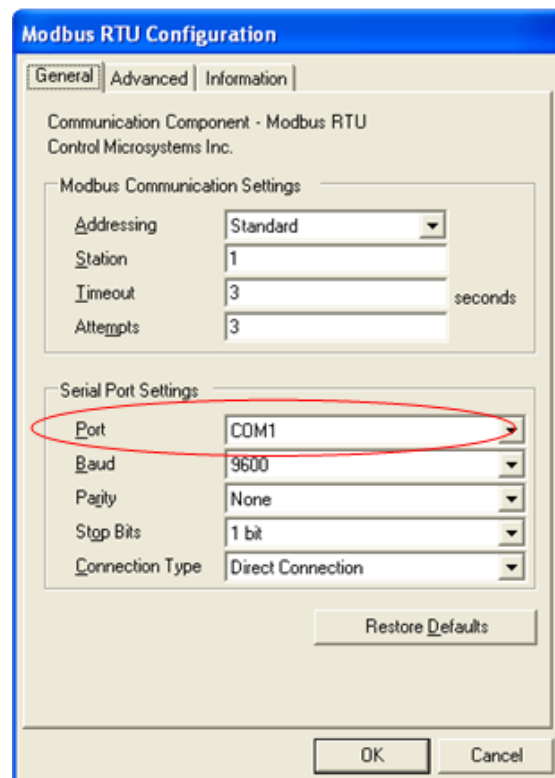 Modbus RTU Configuration
General Advanced Information
Communication Component - Modbus RTU
Control Microsystems Inc.
Modbus Communication Settings
Addressing Standard
Station 1
Timeout 3 seconds
Attempts 3
Serial Port Settings
Port COM1
Baud 9600
Parity None
Stop Bits 1 bit
Connection Type Direct Connection
Restore Defaults
OK Cancel